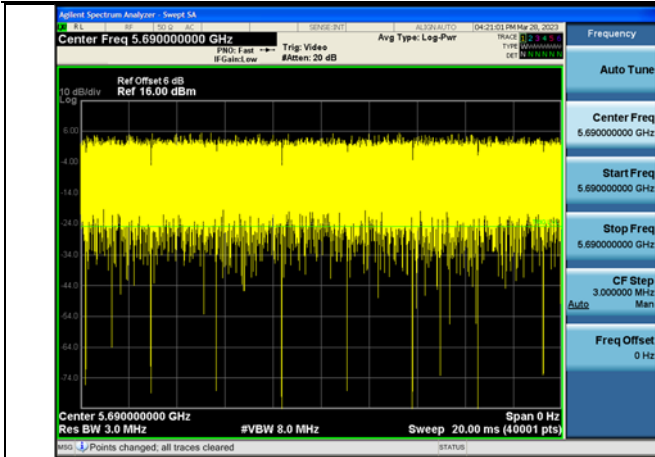 Agilent Spectrum Analyzer - Swept SA
RL RF 50 Ω AC SENSE:INT ALIGNAUTO 04:21:01 PM Mar 28, 2023
Center Freq 5.690000000 GHz
PNO: Fast
IFGain:Low
Trig: Video
#Atten: 20 dB
Avg Type: Log-Pwr
TRACE 1 2 3 4 5 6
TYPE
DET N N N N N N
Ref Offset 6 dB
10 dB/div Ref 16.00 dBm
Log
6.00
-4.00
-14.0
-24.0
-34.0
-44.0
-54.0
-64.0
-74.0
Center 5.690000000 GHz Span 0 Hz
Res BW 3.0 MHz #VBW 8.0 MHz Sweep 20.00 ms (40001 pts)
MSG Points changed; all traces cleared STATUS
Frequency
Auto Tune
Center Freq
5.690000000 GHz
Start Freq
5.690000000 GHz
Stop Freq
5.690000000 GHz
CF Step
3.000000 MHz
Auto Man
Freq Offset
0 Hz